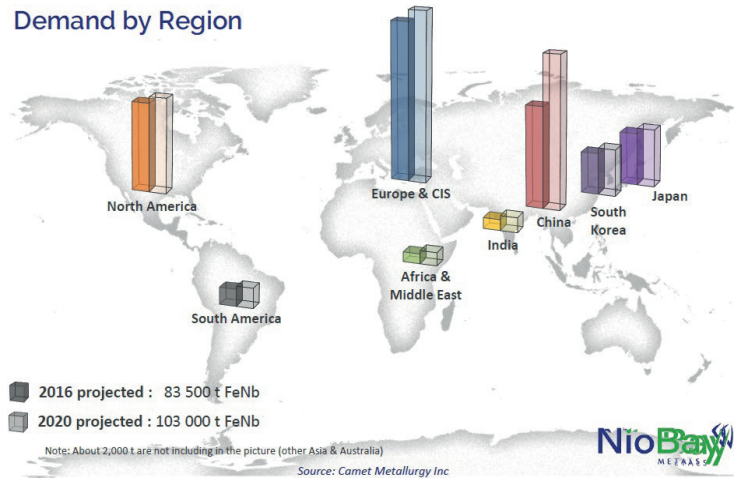 Demand by Region
North America
Europe & CIS
China
South
Korea
Japan
India
Africa &
Middle East
South America
2016 projected : 83 500 t FeNb
2020 projected : 103 000 t FeNb
Note: About 2,000 t are not including in the picture (other Asia & Australia)
Source: Camet Metallurgy Inc
NioBay
METALS